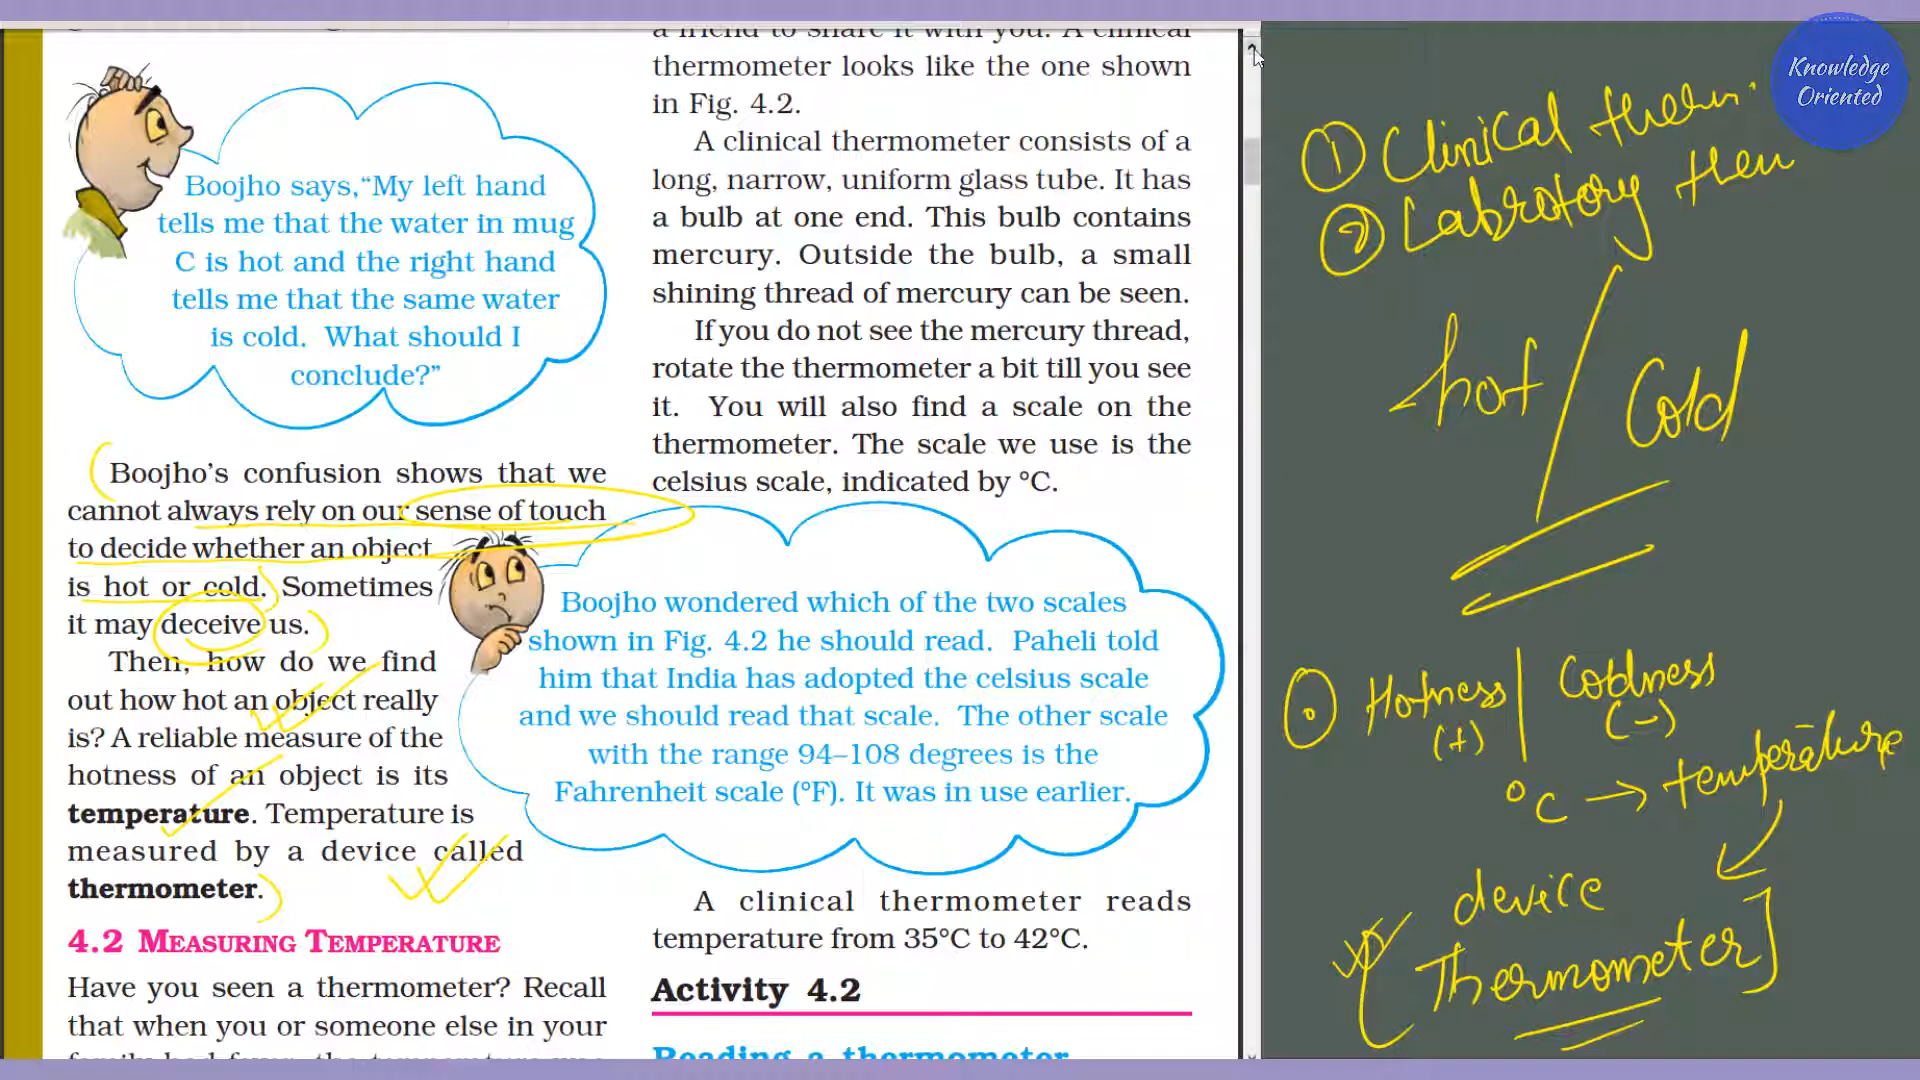 Boojho says,“My left hand
tells me that the water in mug
C is hot and the right hand
tells me that the same water
is cold. What should I
conclude?”
Boojho’s confusion shows that we
cannot always rely on our sense of touch
to decide whether an object
is hot or cold. Sometimes
it may deceive us.
Then, how do we find
out how hot an object really
is? A reliable measure of the
hotness of an object is its
temperature. Temperature is
measured by a device called
thermometer.
4.2 MEASURING TEMPERATURE
Have you seen a thermometer? Recall
that when you or someone else in your
a friend to share it with you. A clinical
thermometer looks like the one shown
in Fig. 4.2.
A clinical thermometer consists of a
long, narrow, uniform glass tube. It has
a bulb at one end. This bulb contains
mercury. Outside the bulb, a small
shining thread of mercury can be seen.
If you do not see the mercury thread,
rotate the thermometer a bit till you see
it. You will also find a scale on the
thermometer. The scale we use is the
celsius scale, indicated by °C.
Boojho wondered which of the two scales
shown in Fig. 4.2 he should read. Paheli told
him that India has adopted the celsius scale
and we should read that scale. The other scale
with the range 94–108 degrees is the
Fahrenheit scale (°F). It was in use earlier.
A clinical thermometer reads
temperature from 35°C to 42°C.
Activity 4.2
Reading a thermometer
Knowledge
Oriented
① Clinical therm.
② Labrotory ther
hot / Cold
Hotness | Coldness
(+) (-)
°C → temperature
device
Thermometer]